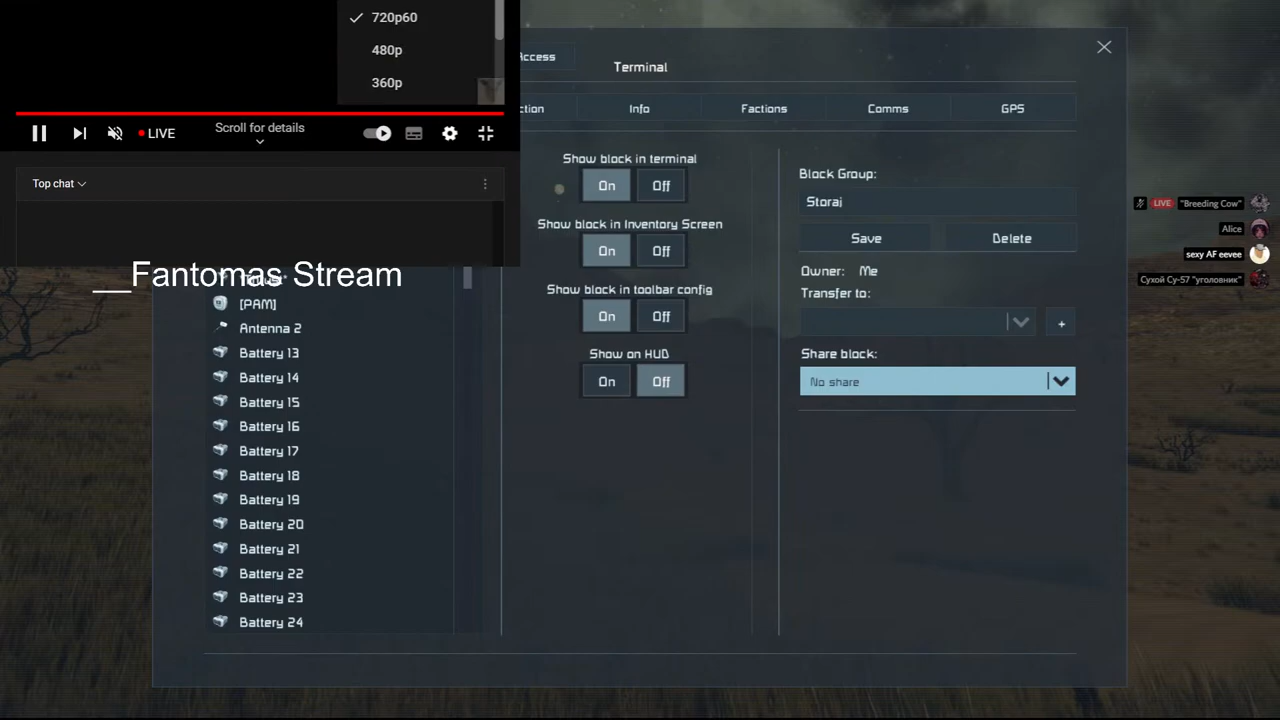 720p60
480p
360p
LIVE
Scroll for details
Top chat
__Fantomas Stream
Access
Terminal
ction
Info
Factions
Comms
GPS
[PAM]
Antenna 2
Battery 13
Battery 14
Battery 15
Battery 16
Battery 17
Battery 18
Battery 19
Battery 20
Battery 21
Battery 22
Battery 23
Battery 24
Show block in terminal
On Off
Show block in Inventory Screen
On Off
Show block in toolbar config
On Off
Show on HUD
On Off
Block Group:
Storaj
Save Delete
Owner: Me
Transfer to:
+
Share block:
No share
LIVE "Breeding Cow"
Alice
sexy AF eevee
Сухой Су-57 "уголовник"